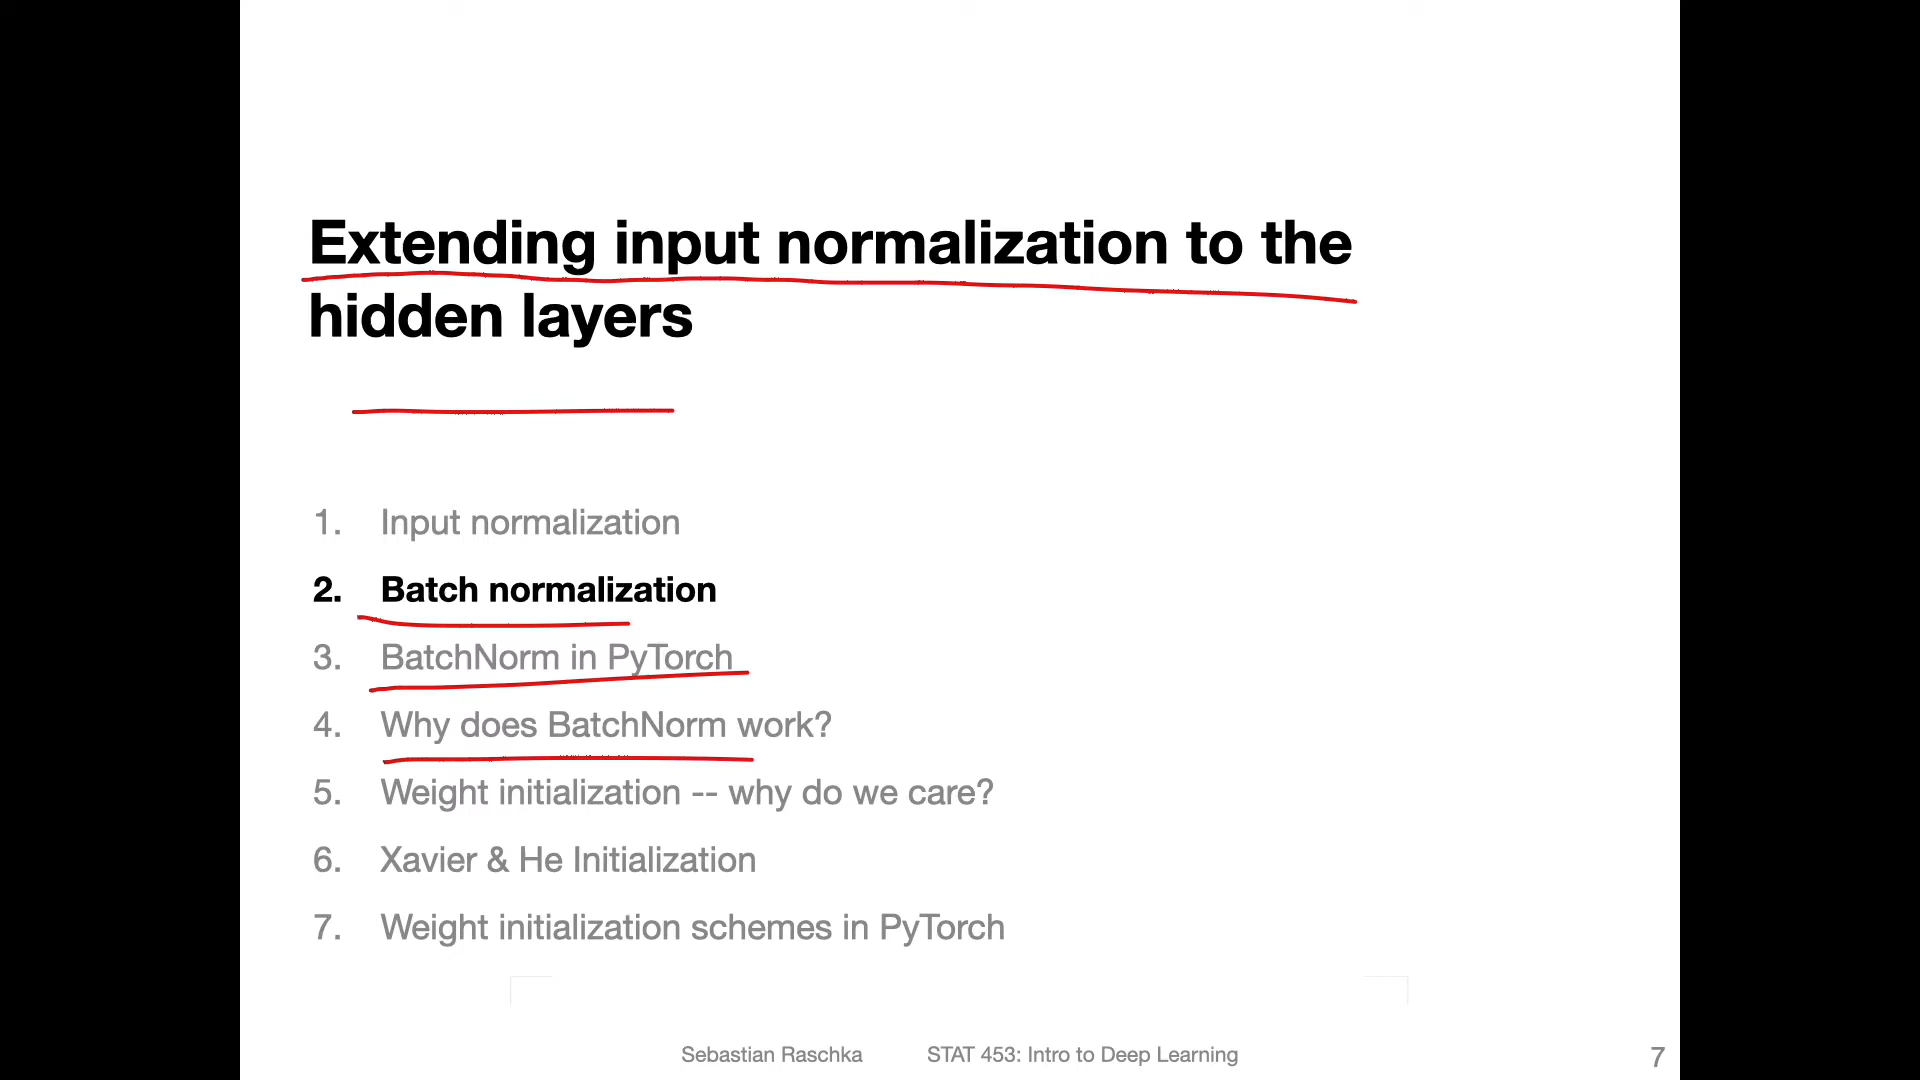 Extending input normalization to the
hidden layers
1. Input normalization
2. Batch normalization
3. BatchNorm in PyTorch
4. Why does BatchNorm work?
5. Weight initialization -- why do we care?
6. Xavier & He Initialization
7. Weight initialization schemes in PyTorch
Sebastian Raschka STAT 453: Intro to Deep Learning 7